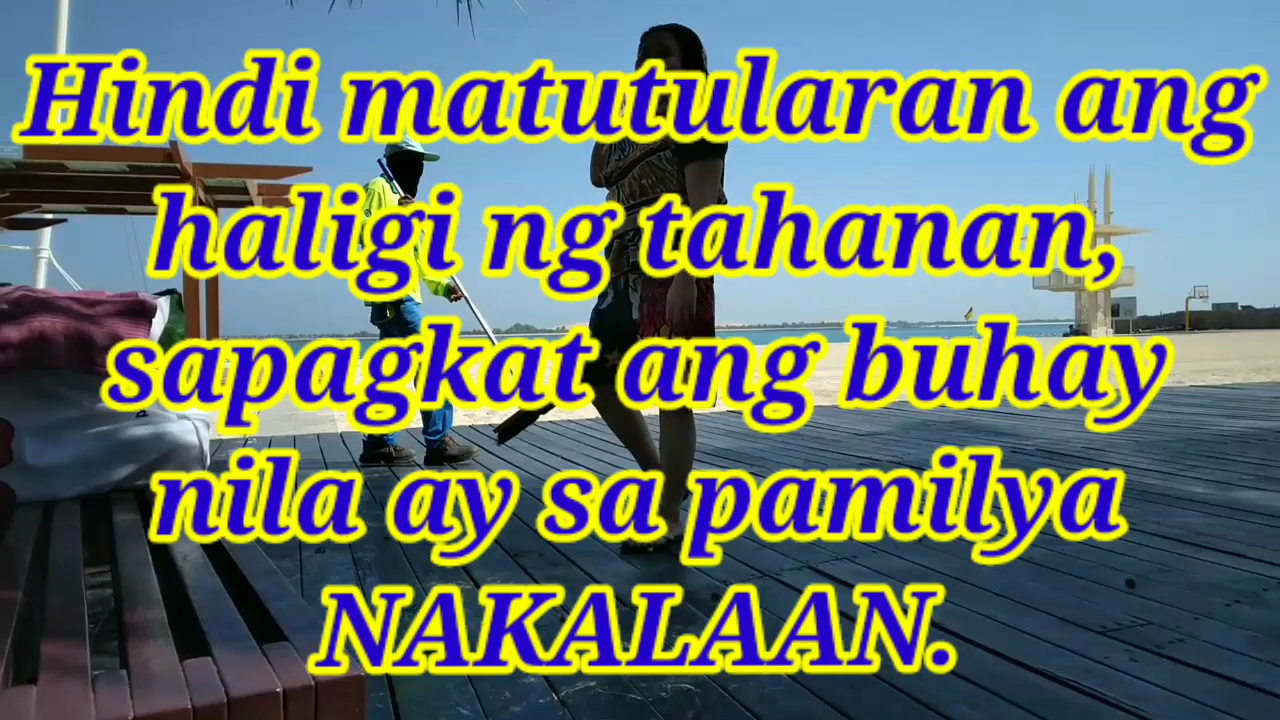 Hindi matutularan ang
haligi ng tahanan,
sapagkat ang buhay
nila ay sa pamilya
NAKALAAN.